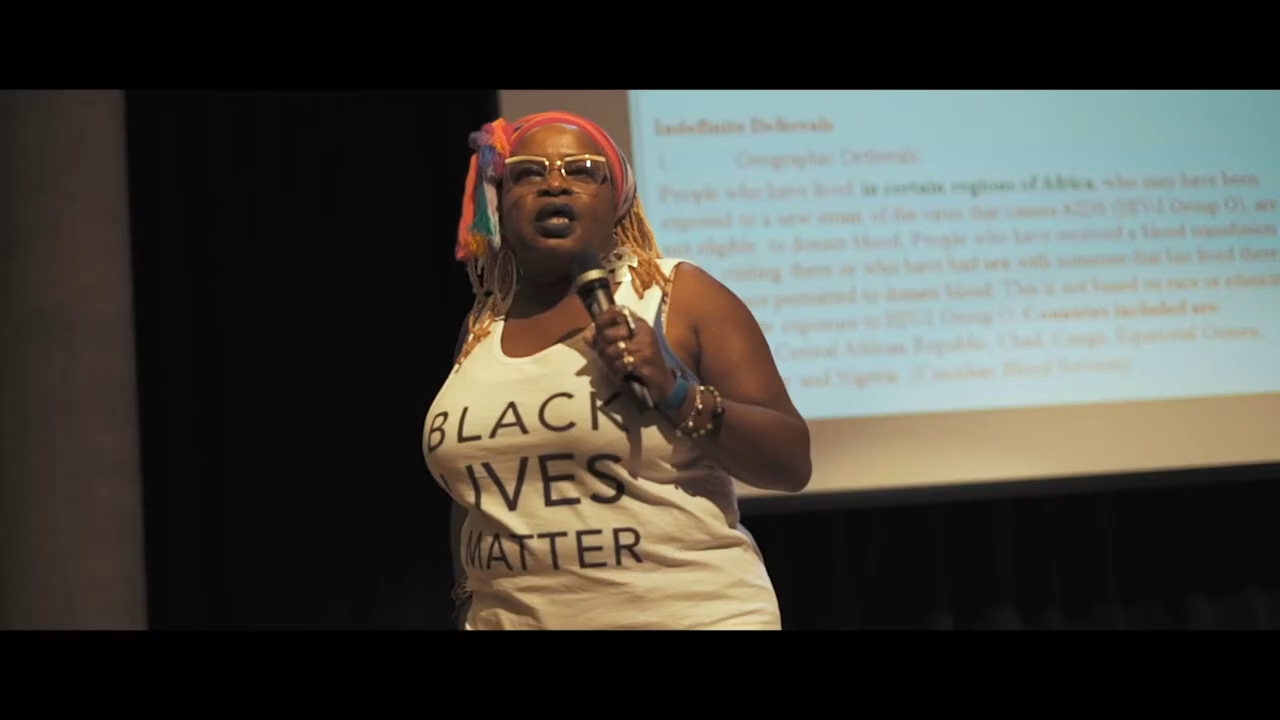 Indefinite Deferrals
1. Geographic Deferrals
People who have lived in certain regions of Africa, who may have been
exposed to a new strain of the virus that causes AIDS (HIV-1 Group O), are
not eligible to donate blood. People who have received a blood transfusion
visiting there or who have had sex with someone that has lived there
permitted to donate blood. This is not based on race or
exposure to HIV-1 Group O. Countries included are:
Central African Republic, Chad, Congo, Equatorial Guinea,
and Nigeria. (Canadian Blood Services)
BLACK
LIVES
MATTER